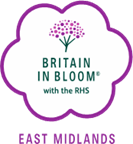 BRITAIN
IN BLOOM®
with the RHS
EAST MIDLANDS